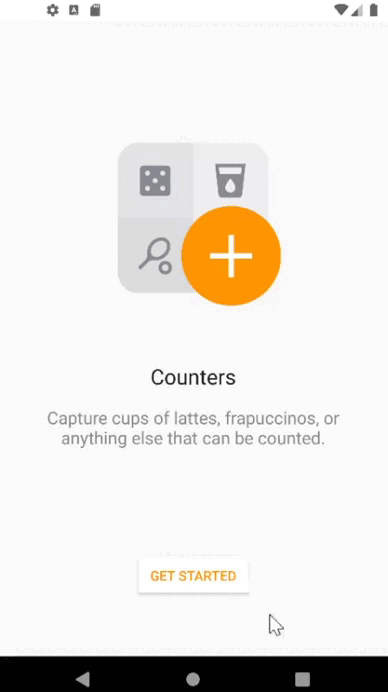 Counters
Capture cups of lattes, frapuccinos, or
anything else that can be counted.
GET STARTED